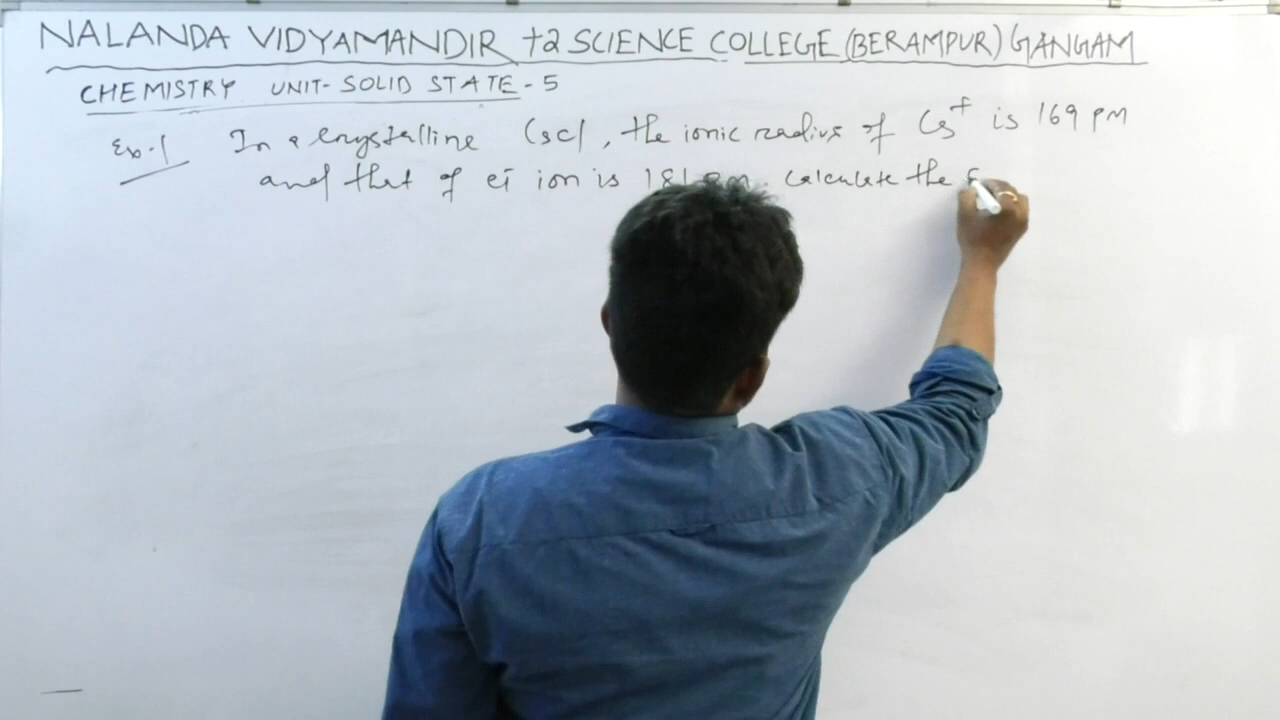 NALANDA VIDYAMANDIR +2 SCIENCE COLLEGE (BERAMPUR) GANGAM
CHEMISTRY UNIT- SOLID STATE - 5
Ex-1 In a crystalline CsCl, the ionic radius of Cs+ is 169 pm
and that of Cl- ion is 181 pm. calculate the